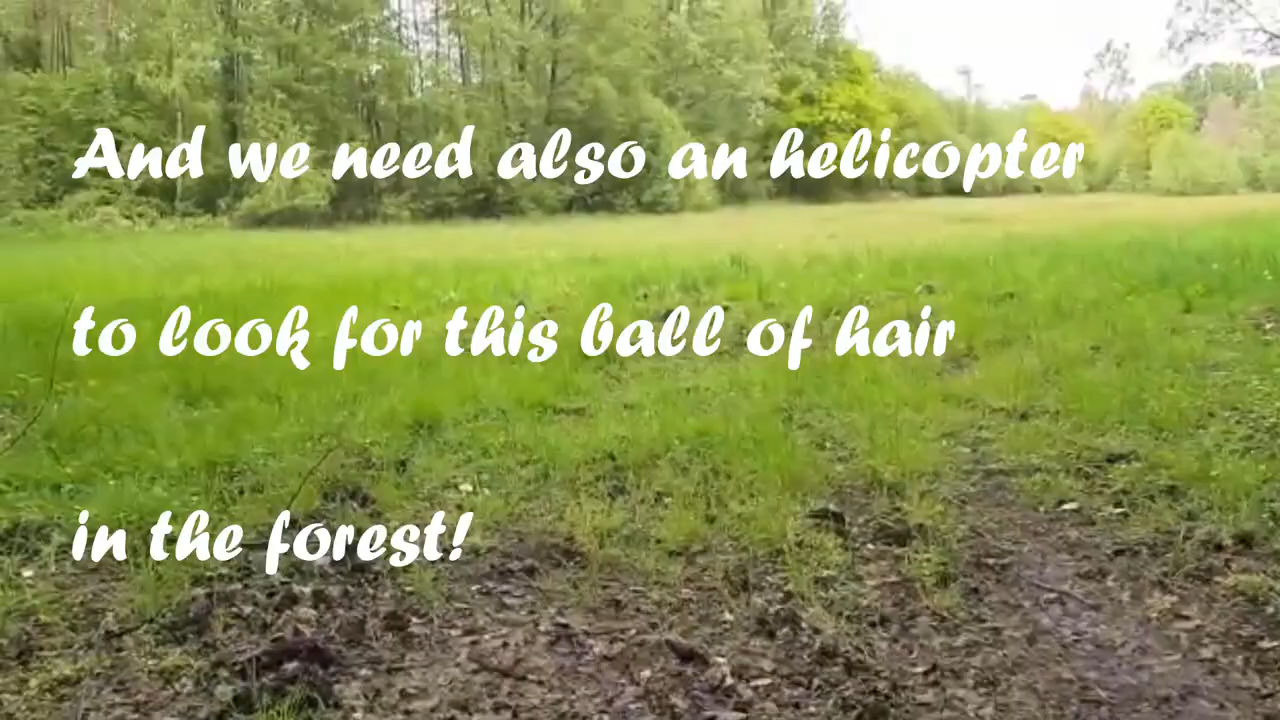 And we need also an helicopter
to look for this ball of hair
in the forest!